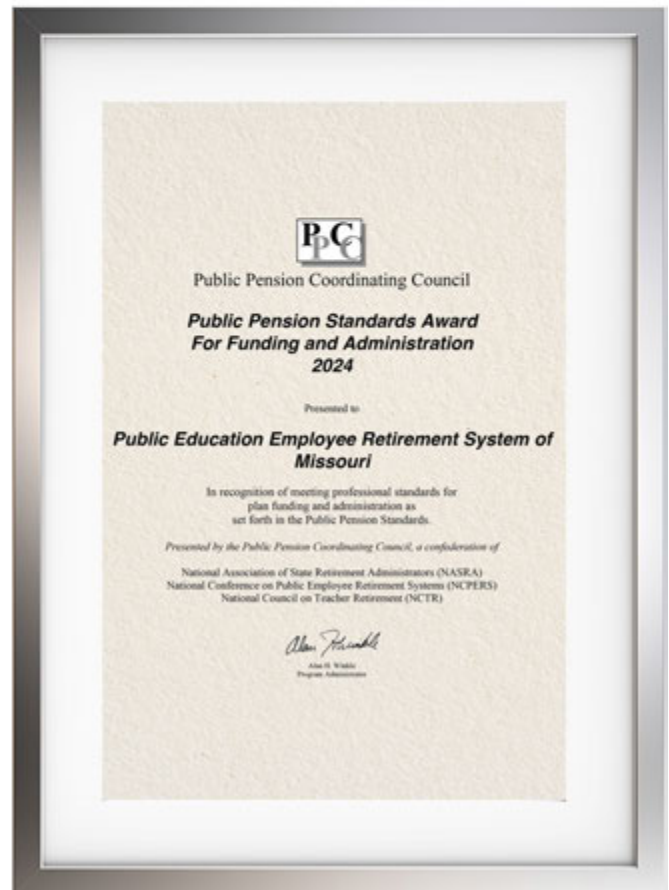 PPCC
Public Pension Coordinating Council
Public Pension Standards Award
For Funding and Administration
2024
Presented to
Public Education Employee Retirement System of
Missouri
In recognition of meeting professional standards for
plan funding and administration as
set forth in the Public Pension Standards.
Presented by the Public Pension Coordinating Council, a confederation of
National Association of State Retirement Administrators (NASRA)
National Conference on Public Employee Retirement Systems (NCPERS)
National Council on Teacher Retirement (NCTR)
Alan H. Winkle
Program Administrator